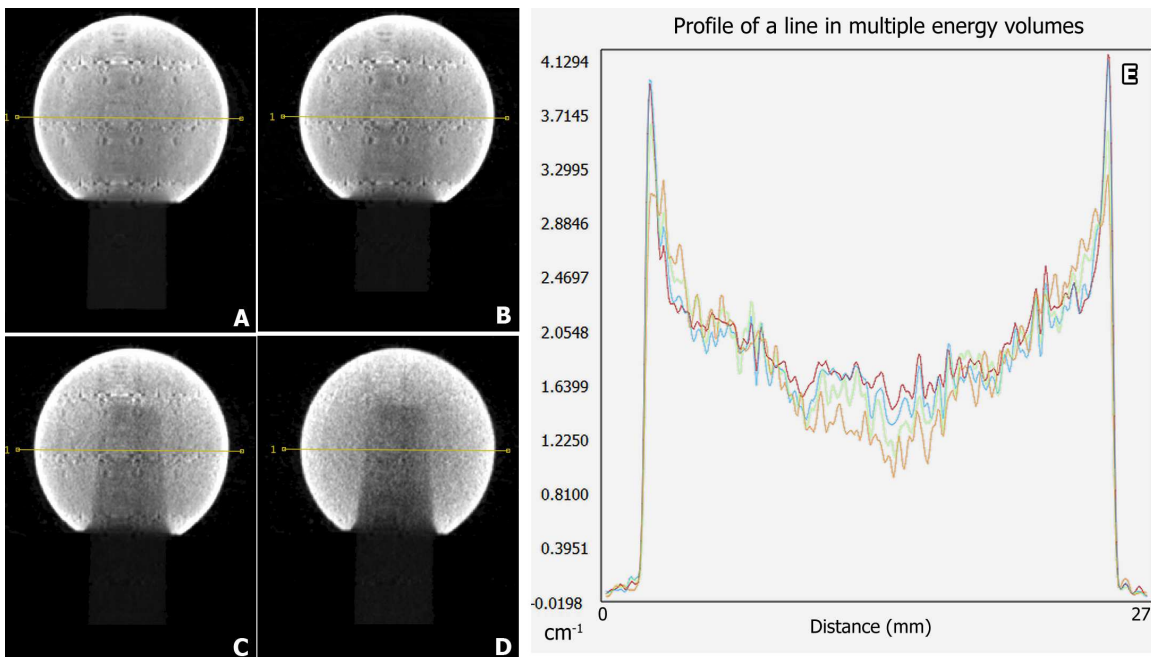 1
A
1
B
1
C
1
D
Profile of a line in multiple energy volumes
E
4.1294
3.7145
3.2995
2.8846
2.4697
2.0548
1.6399
1.2250
0.8100
0.3951
-0.0198
0
27
cm⁻¹
Distance (mm)